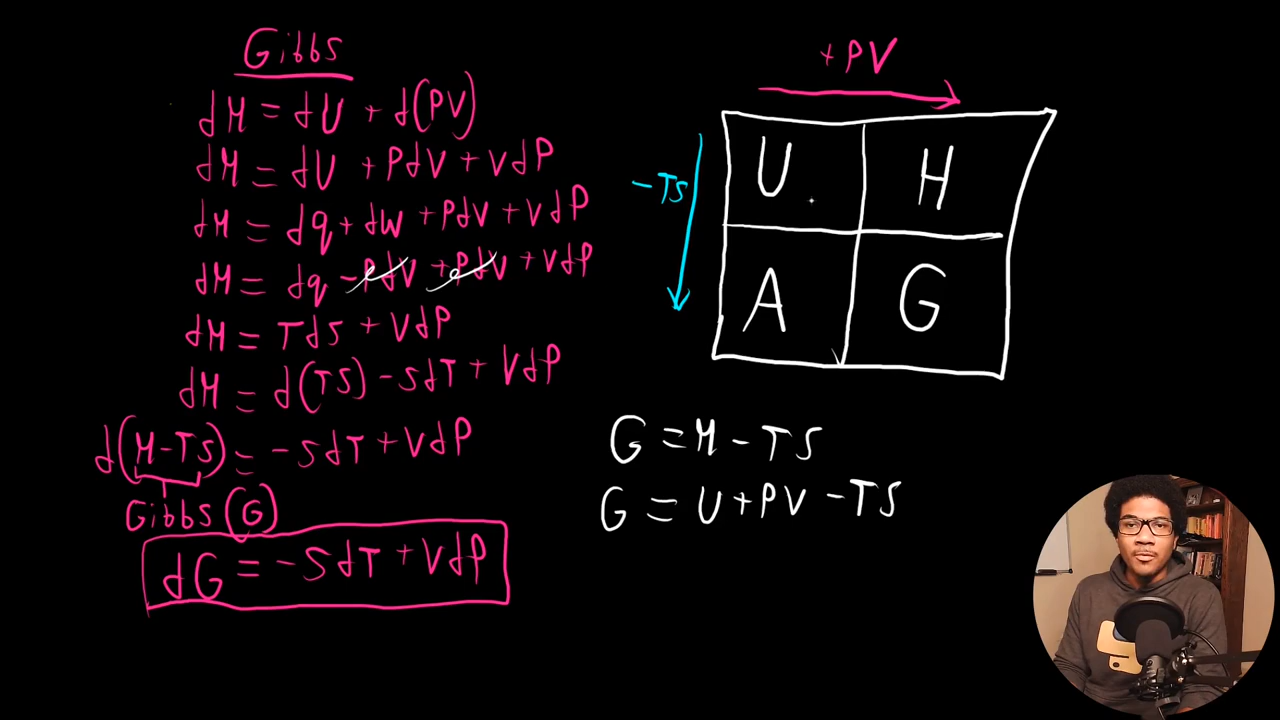 Gibbs
dH = dU + d(PV)
dH = dU + PdV + VdP
dH = dq + dw + PdV + VdP
dH = dq - PdV + PdV + VdP
dH = TdS + VdP
dH = d(TS) - SdT + VdP
d(H-TS) = -SdT + VdP
Gibbs (G)
dG = -SdT + VdP
+PV
-TS
U H
A G
G = H - TS
G = U + PV - TS